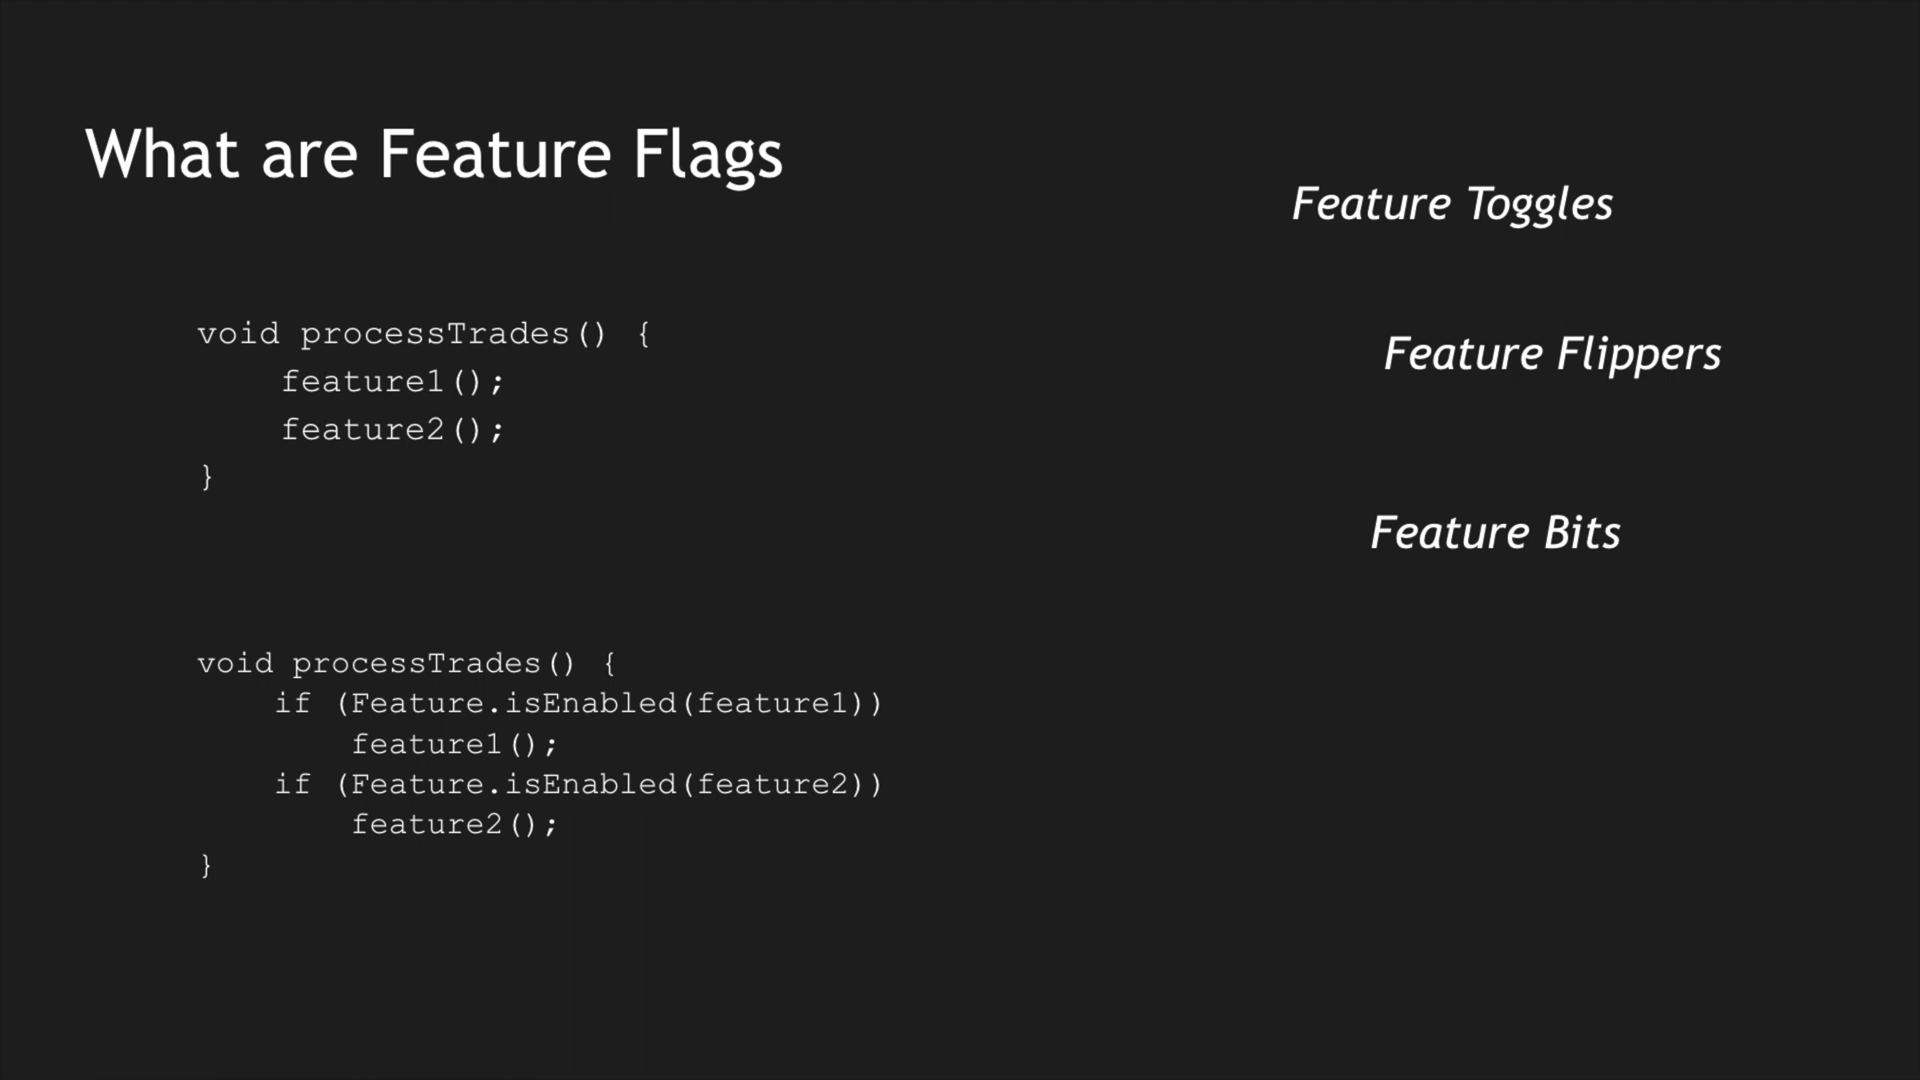 What are Feature Flags
Feature Toggles
void processTrades() {
feature1();
feature2();
}
Feature Flippers
Feature Bits
void processTrades() {
if (Feature.isEnabled(feature1))
feature1();
if (Feature.isEnabled(feature2))
feature2();
}